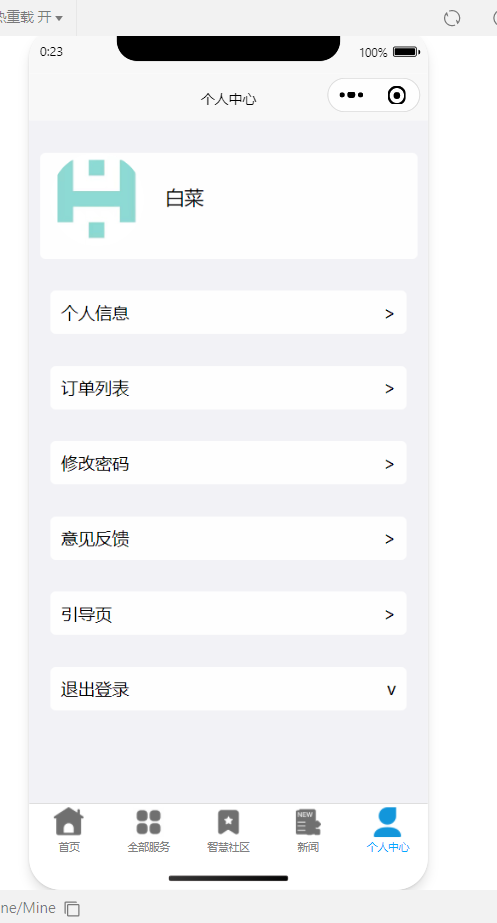 热重载 开
0:23
100%
个人中心
白菜
个人信息 >
订单列表 >
修改密码 >
意见反馈 >
引导页 >
退出登录 v
NEW
首页 全部服务 智慧社区 新闻 个人中心
ne/Mine